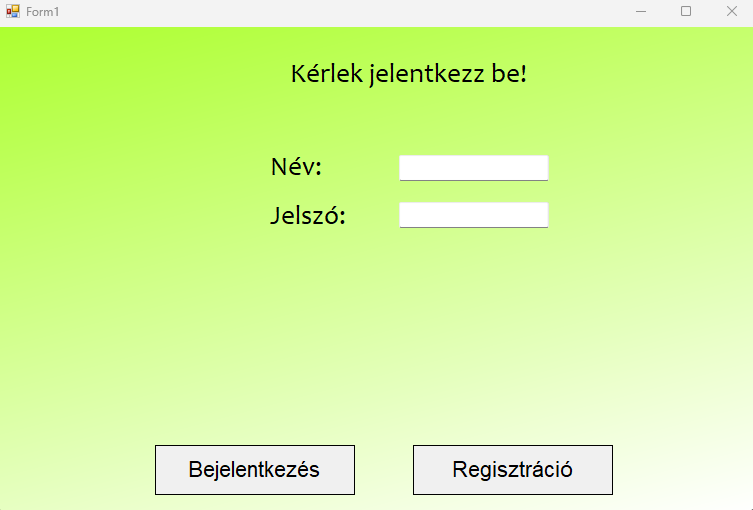 Form1
Kérlek jelentkezz be!
Név:
Jelszó:
Bejelentkezés
Regisztráció